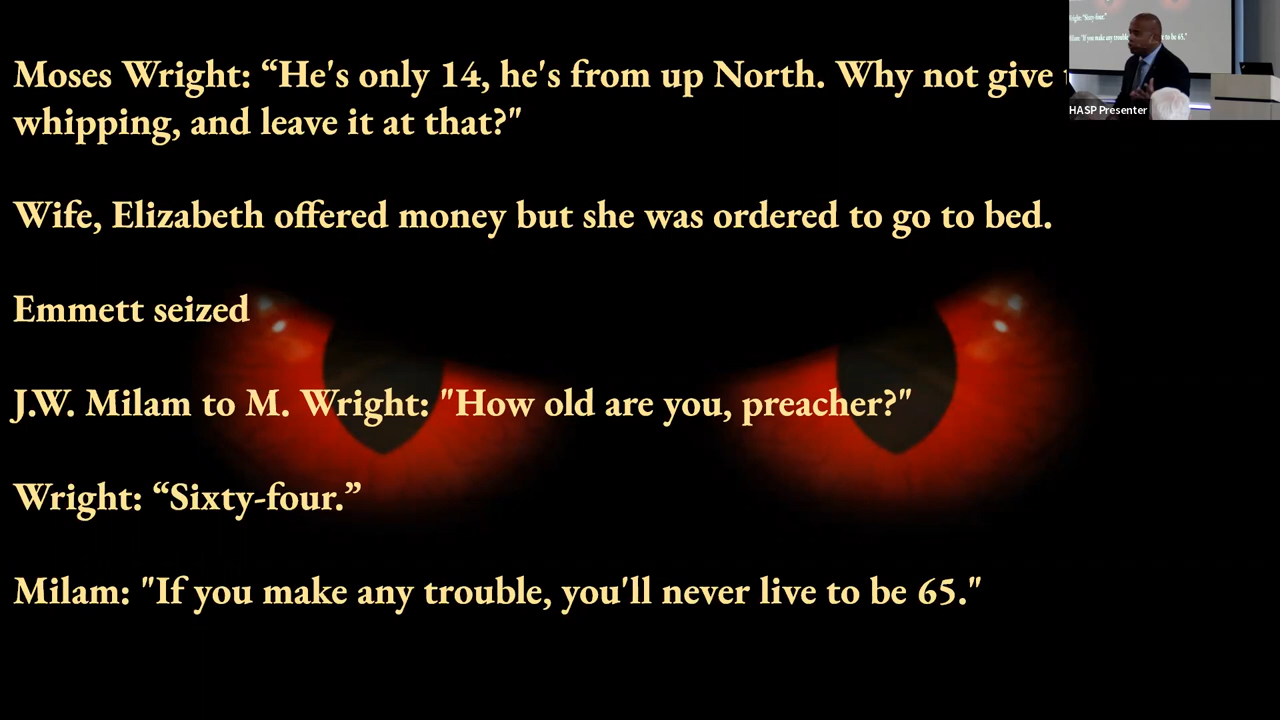 Moses Wright: “He's only 14, he's from up North. Why not give
whipping, and leave it at that?"
Wife, Elizabeth offered money but she was ordered to go to bed.
Emmett seized
J.W. Milam to M. Wright: "How old are you, preacher?"
Wright: “Sixty-four.”
Milam: "If you make any trouble, you'll never live to be 65."
HASP Presenter